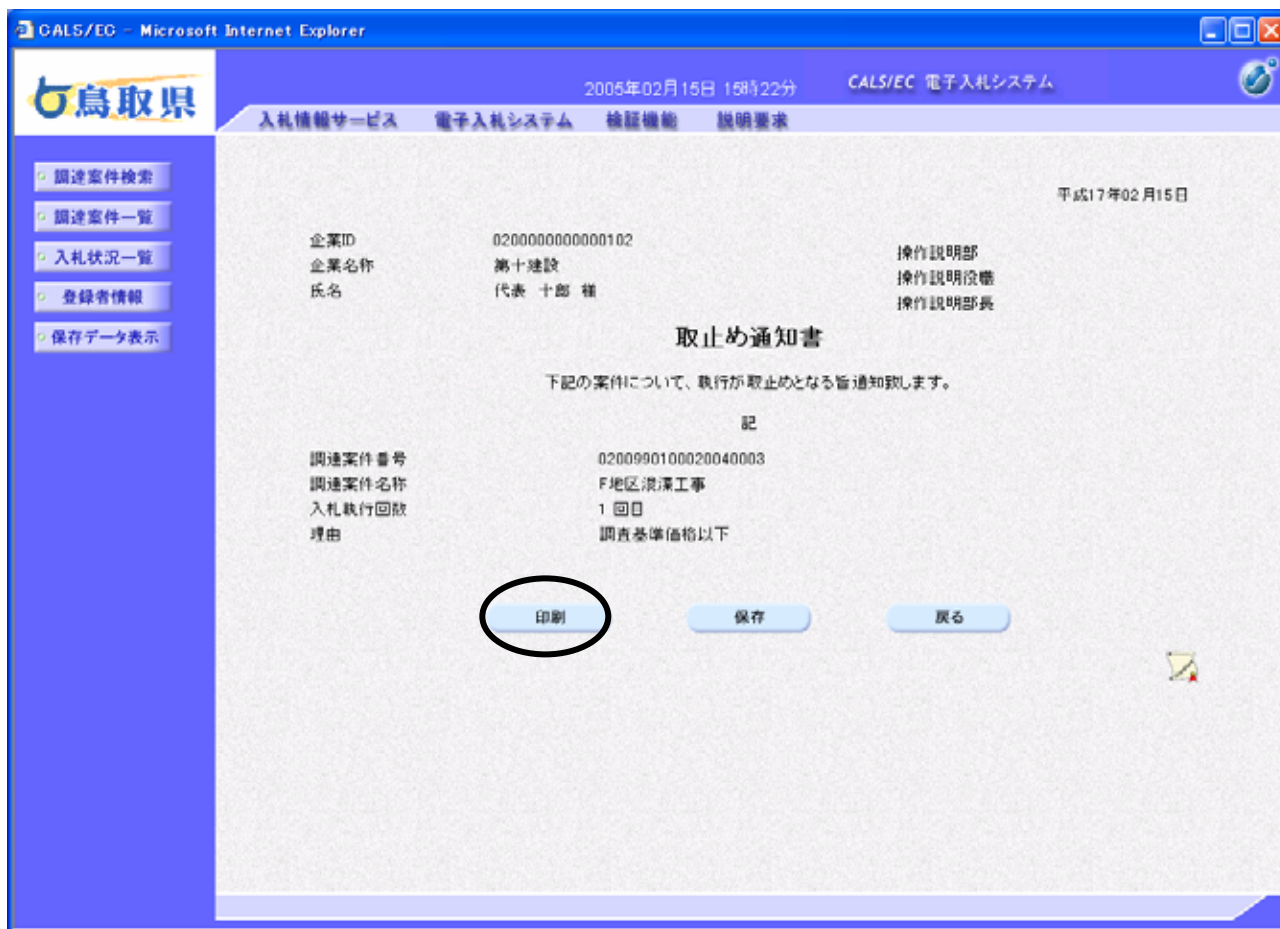 CALS/EC - Microsoft Internet Explorer
鳥取県
2005年02月15日 15時22分
CALS/EC 電子入札システム
入札情報サービス 電子入札システム 検証機能 説明要求
調達案件検索
調達案件一覧
入札状況一覧
登録者情報
保存データ表示
平成17年02月15日
企業ID 0200000000000102
企業名称 第十建設
氏名 代表 十郎 様
操作説明部
操作説明役職
操作説明部長
取止め通知書
下記の案件について、執行が取止めとなる旨通知致します。
記
調達案件番号 0200990100020040003
調達案件名称 F地区浚渫工事
入札執行回数 1 回目
理由 調査基準価格以下
印刷 保存 戻る